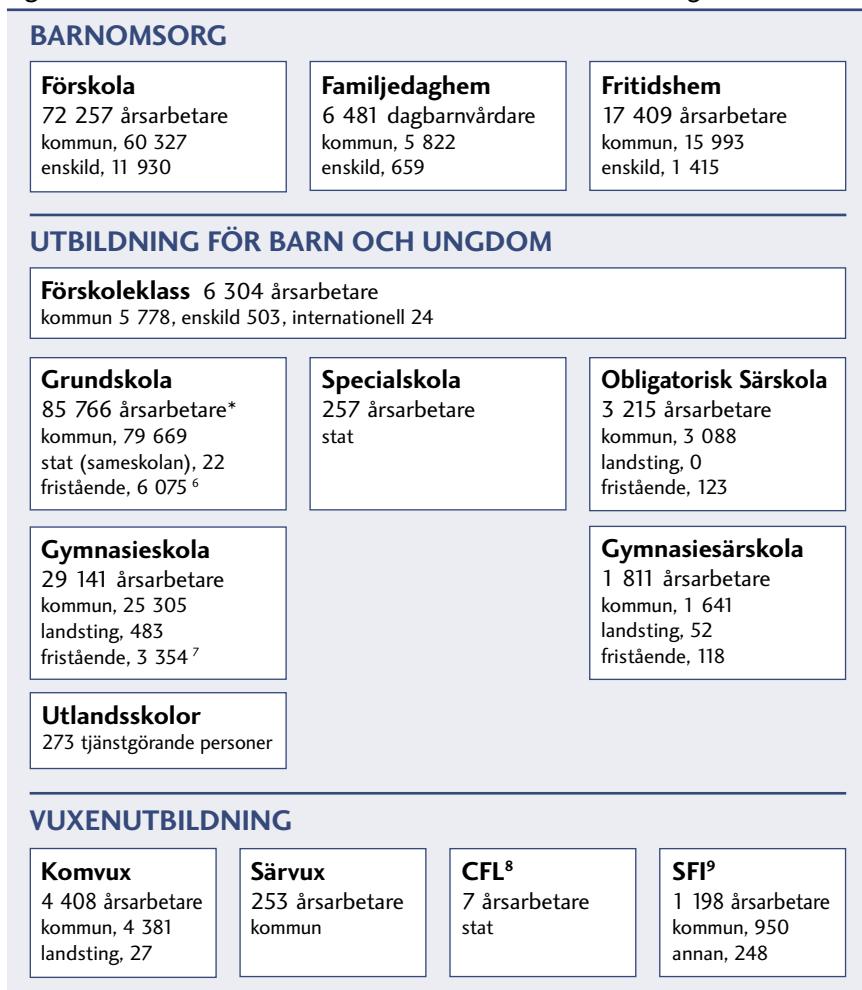 BARNOMSORG
Förskola
72 257 årsarbetare
kommun, 60 327
enskild, 11 930
Familjedaghem
6 481 dagbarnvårdare
kommun, 5 822
enskild, 659
Fritidshem
17 409 årsarbetare
kommun, 15 993
enskild, 1 415
UTBILDNING FÖR BARN OCH UNGDOM
Förskoleklass 6 304 årsarbetare
kommun 5 778, enskild 503, internationell 24
Grundskola
85 766 årsarbetare*
kommun, 79 669
stat (sameskolan), 22
fristående, 6 075 6
Specialskola
257 årsarbetare
stat
Obligatorisk Särskola
3 215 årsarbetare
kommun, 3 088
landsting, 0
fristående, 123
Gymnasieskola
29 141 årsarbetare
kommun, 25 305
landsting, 483
fristående, 3 354 7
Gymnasiesärskola
1 811 årsarbetare
kommun, 1 641
landsting, 52
fristående, 118
Utlandsskolor
273 tjänstgörande personer
VUXENUTBILDNING
Komvux
4 408 årsarbetare
kommun, 4 381
landsting, 27
Särvux
253 årsarbetare
kommun
CFL8
7 årsarbetare
stat
SFI9
1 198 årsarbetare
kommun, 950
annan, 248